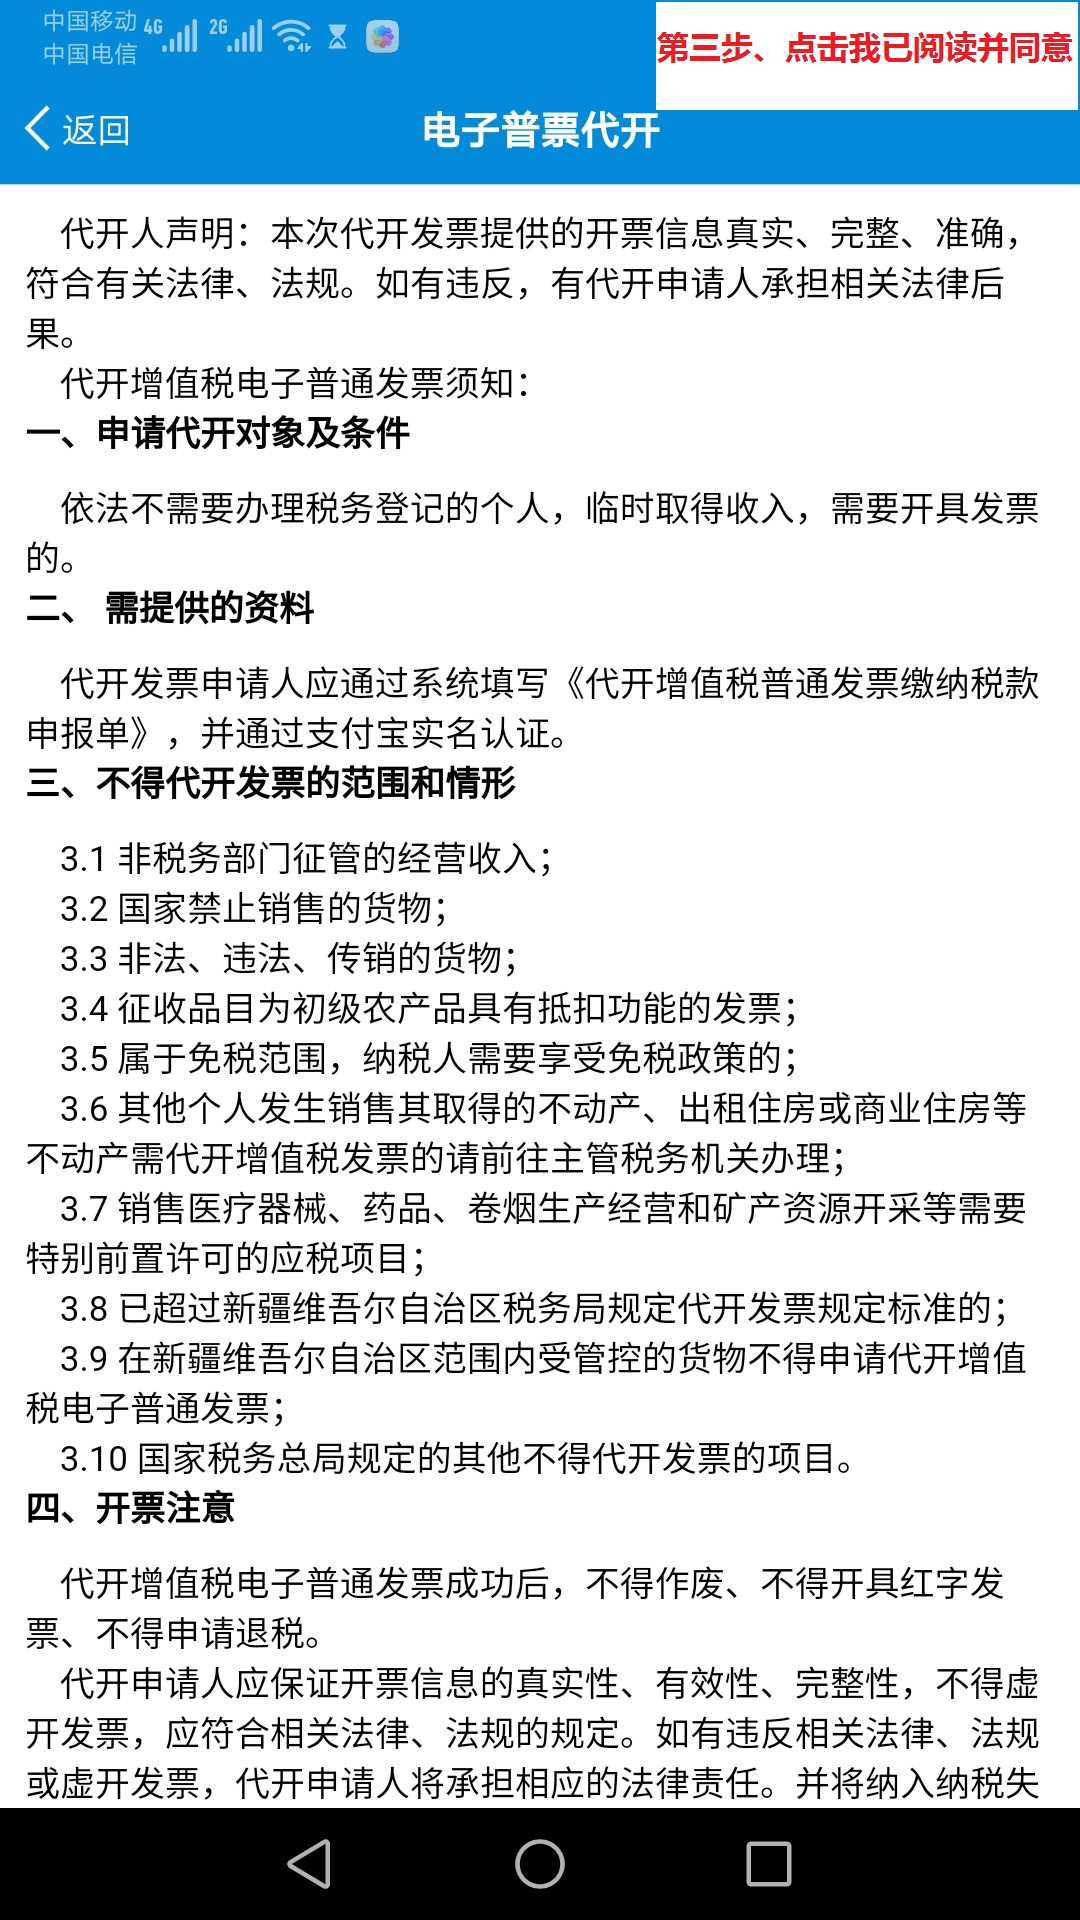 中国移动 4G 2G
中国电信
第三步、点击我已阅读并同意
返回
电子普票代开
代开人声明：本次代开发票提供的开票信息真实、完整、准确，
符合有关法律、法规。如有违反，有代开申请人承担相关法律后
果。
代开增值税电子普通发票须知：
一、申请代开对象及条件
依法不需要办理税务登记的个人，临时取得收入，需要开具发票
的。
二、 需提供的资料
代开发票申请人应通过系统填写《代开增值税普通发票缴纳税款
申报单》，并通过支付宝实名认证。
三、不得代开发票的范围和情形
3.1 非税务部门征管的经营收入；
3.2 国家禁止销售的货物；
3.3 非法、违法、传销的货物；
3.4 征收品目为初级农产品具有抵扣功能的发票；
3.5 属于免税范围，纳税人需要享受免税政策的；
3.6 其他个人发生销售其取得的不动产、出租住房或商业住房等
不动产需代开增值税发票的请前往主管税务机关办理；
3.7 销售医疗器械、药品、卷烟生产经营和矿产资源开采等需要
特别前置许可的应税项目；
3.8 已超过新疆维吾尔自治区税务局规定代开发票规定标准的；
3.9 在新疆维吾尔自治区范围内受管控的货物不得申请代开增值
税电子普通发票；
3.10 国家税务总局规定的其他不得代开发票的项目。
四、开票注意
代开增值税电子普通发票成功后，不得作废、不得开具红字发
票、不得申请退税。
代开申请人应保证开票信息的真实性、有效性、完整性，不得虚
开发票，应符合相关法律、法规的规定。如有违反相关法律、法规
或虚开发票，代开申请人将承担相应的法律责任。并将纳入纳税失